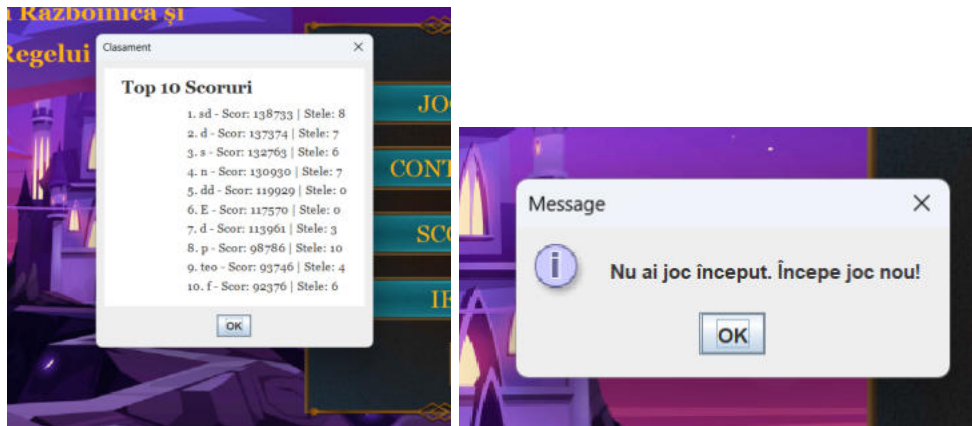 Razboinica și
Regelui
Clasament
Top 10 Scoruri
1. sd - Scor: 138733 | Stele: 8
2. d - Scor: 137374 | Stele: 7
3. s - Scor: 132763 | Stele: 6
4. n - Scor: 130930 | Stele: 7
5. dd - Scor: 119929 | Stele: 0
6. E - Scor: 117570 | Stele: 0
7. d - Scor: 113961 | Stele: 3
8. p - Scor: 98786 | Stele: 10
9. teo - Scor: 93746 | Stele: 4
10. f - Scor: 92376 | Stele: 6
OK
JO
CONT
SCO
IE
Message
Nu ai joc început. Începe joc nou!
OK